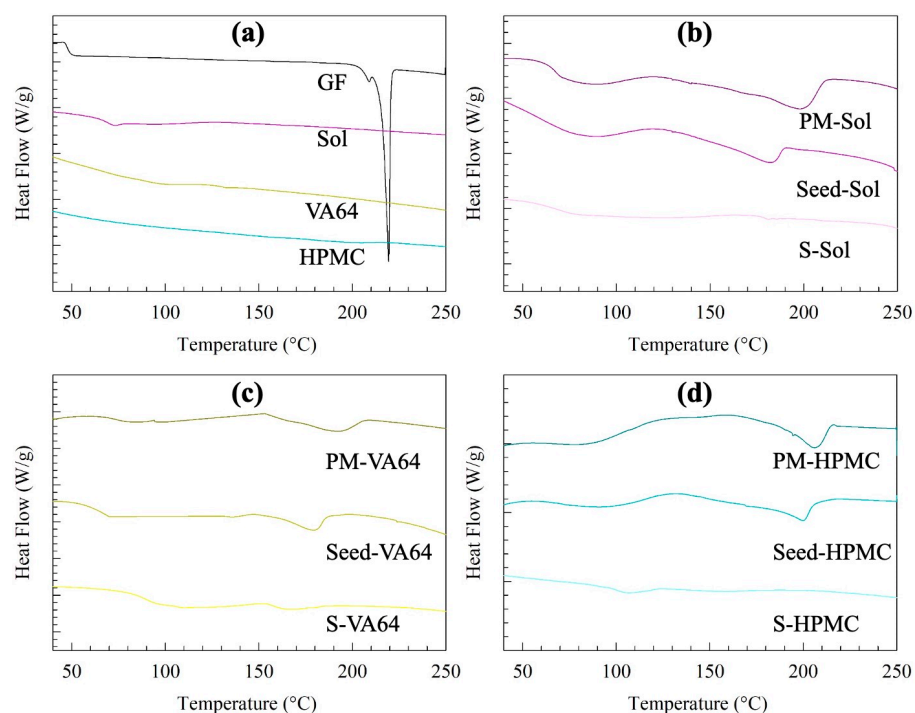 (a)
GF
Sol
VA64
HPMC
Heat Flow (W/g)
50 100 150 200 250
Temperature (°C)
(b)
PM-Sol
Seed-Sol
S-Sol
Heat Flow (W/g)
50 100 150 200 250
Temperature (°C)
(c)
PM-VA64
Seed-VA64
S-VA64
Heat Flow (W/g)
50 100 150 200 250
Temperature (°C)
(d)
PM-HPMC
Seed-HPMC
S-HPMC
Heat Flow (W/g)
50 100 150 200 250
Temperature (°C)